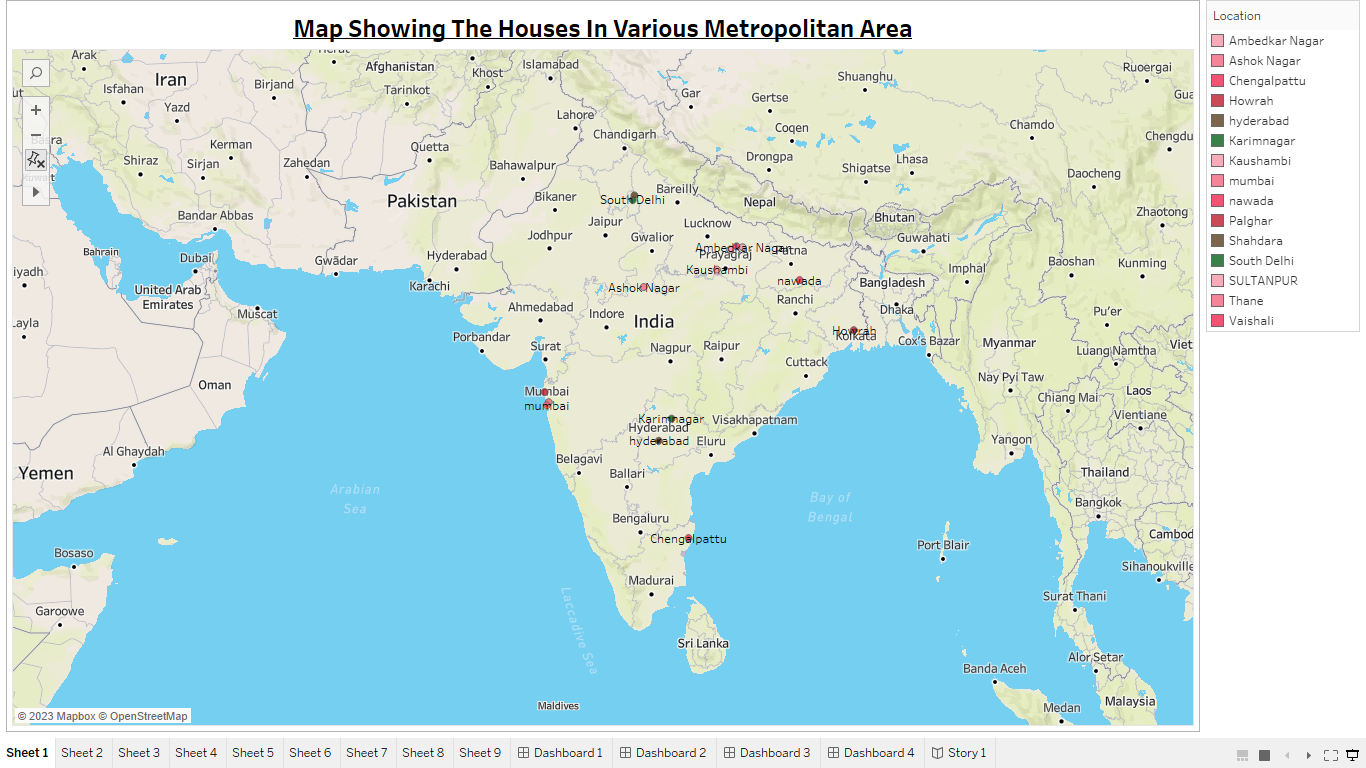 Map Showing The Houses In Various Metropolitan Area
Location
Ambedkar Nagar
Ashok Nagar
Chengalpattu
Howrah
hyderabad
Karimnagar
Kaushambi
mumbai
nawada
Palghar
Shahdara
South Delhi
SULTANPUR
Thane
Vaishali
Arak
Iran
Isfahan
Yazd
Birjand
Afghanistan
Khost
Tarinkot
Islamabad
Gar
Gertse
Shuanghu
Ruoergai
Kerman
Shiraz
Sirjan
Zahedan
Quetta
Lahore
Chandigarh
Coqen
Chamdo
Chengdu
Bahawalpur
Drongpa
Shigatse
Lhasa
Daocheng
Pakistan
Bikaner
South Delhi
Bareilly
Nepal
Bandar Abbas
Jaipur
Lucknow
Bhutan
Zhaotong
Jodhpur
Gwalior
Guwahati
Bahrain
Dubai
Gwādar
Hyderabad
Ambedkar Nagar
Patna
Prayagraj
Kaushambi
Imphal
Baoshan
Kunming
United Arab
Emirates
Karachi
Ashok Nagar
nawada
Bangladesh
Muscat
Ahmedabad
Indore
India
Ranchi
Dhaka
Pu'er
Layla
Porbandar
Surat
Nagpur
Raipur
Howrah
Kolkata
Cox's Bazar
Myanmar
Luang Namtha
Cuttack
Nay Pyi Taw
Oman
Mumbai
mumbai
Chiang Mai
Laos
Vientiane
Karimnagar
Hyderabad
hyderabad
Visakhapatnam
Eluru
Yangon
Al Ghaydah
Yemen
Belagavi
Ballari
Thailand
Arabian
Sea
Bay of
Bengal
Bangkok
Bengaluru
Chengalpattu
Bosaso
Port Blair
Madurai
Laccadive Sea
Surat Thani
Garoowe
Sri Lanka
Alor Setar
Banda Aceh
Malaysia
Maldives
Medan
© 2023 Mapbox © OpenStreetMap
Sheet 1 Sheet 2 Sheet 3 Sheet 4 Sheet 5 Sheet 6 Sheet 7 Sheet 8 Sheet 9 Dashboard 1 Dashboard 2 Dashboard 3 Dashboard 4 Story 1